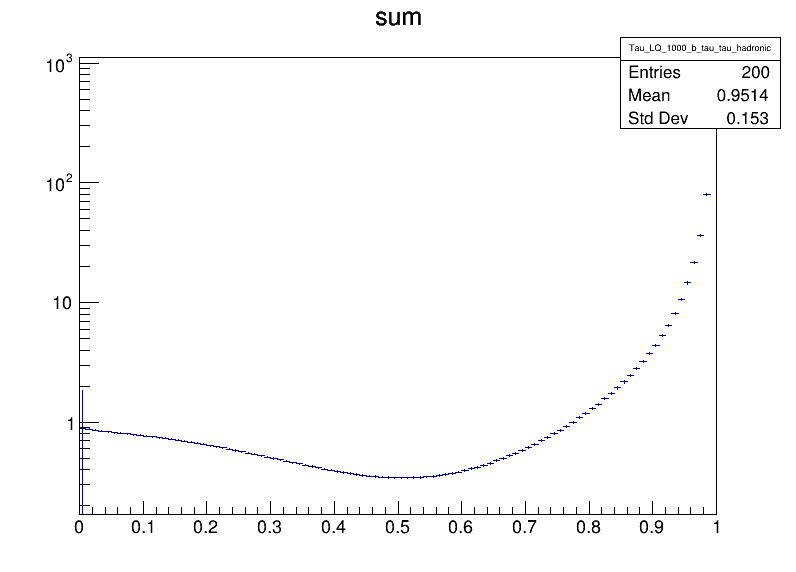 sum
Tau_LQ_1000_b_tau_tau_hadronic
Entries 200
Mean 0.9514
Std Dev 0.153
10³
10²
10
1
0 0.1 0.2 0.3 0.4 0.5 0.6 0.7 0.8 0.9 1